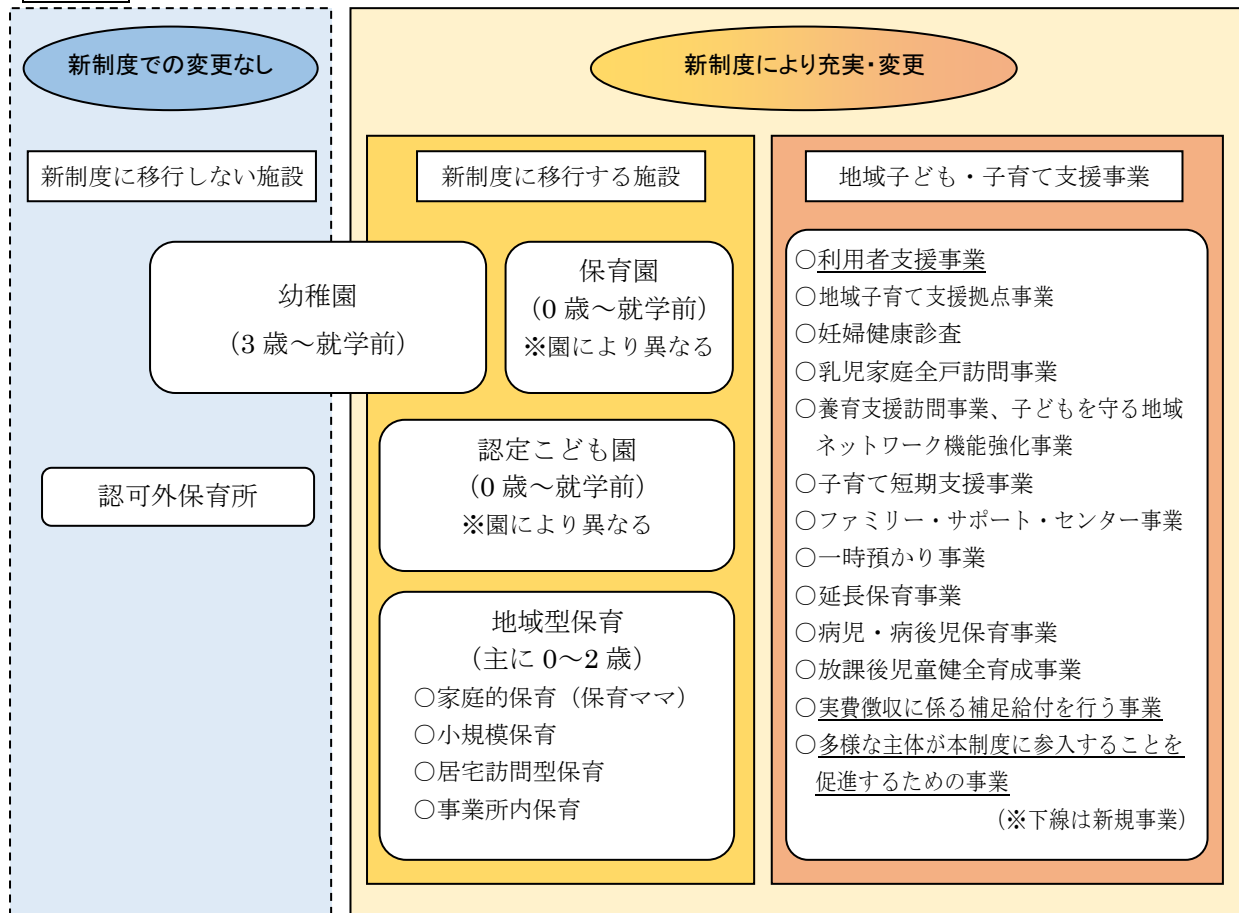 新制度での変更なし
新制度により充実・変更
新制度に移行しない施設
新制度に移行する施設
地域子ども・子育て支援事業
幼稚園
(3 歳～就学前)
保育園
(0 歳～就学前)
※園により異なる
認可外保育所
認定こども園
(0 歳～就学前)
※園により異なる
地域型保育
(主に 0～2 歳)
○家庭的保育（保育ママ）
○小規模保育
○居宅訪問型保育
○事業所内保育
○利用者支援事業
○地域子育て支援拠点事業
○妊婦健康診査
○乳児家庭全戸訪問事業
○養育支援訪問事業、子どもを守る地域
ネットワーク機能強化事業
○子育て短期支援事業
○ファミリー・サポート・センター事業
○一時預かり事業
○延長保育事業
○病児・病後児保育事業
○放課後児童健全育成事業
○実費徴収に係る補足給付を行う事業
○多様な主体が本制度に参入することを
促進するための事業
（※下線は新規事業）